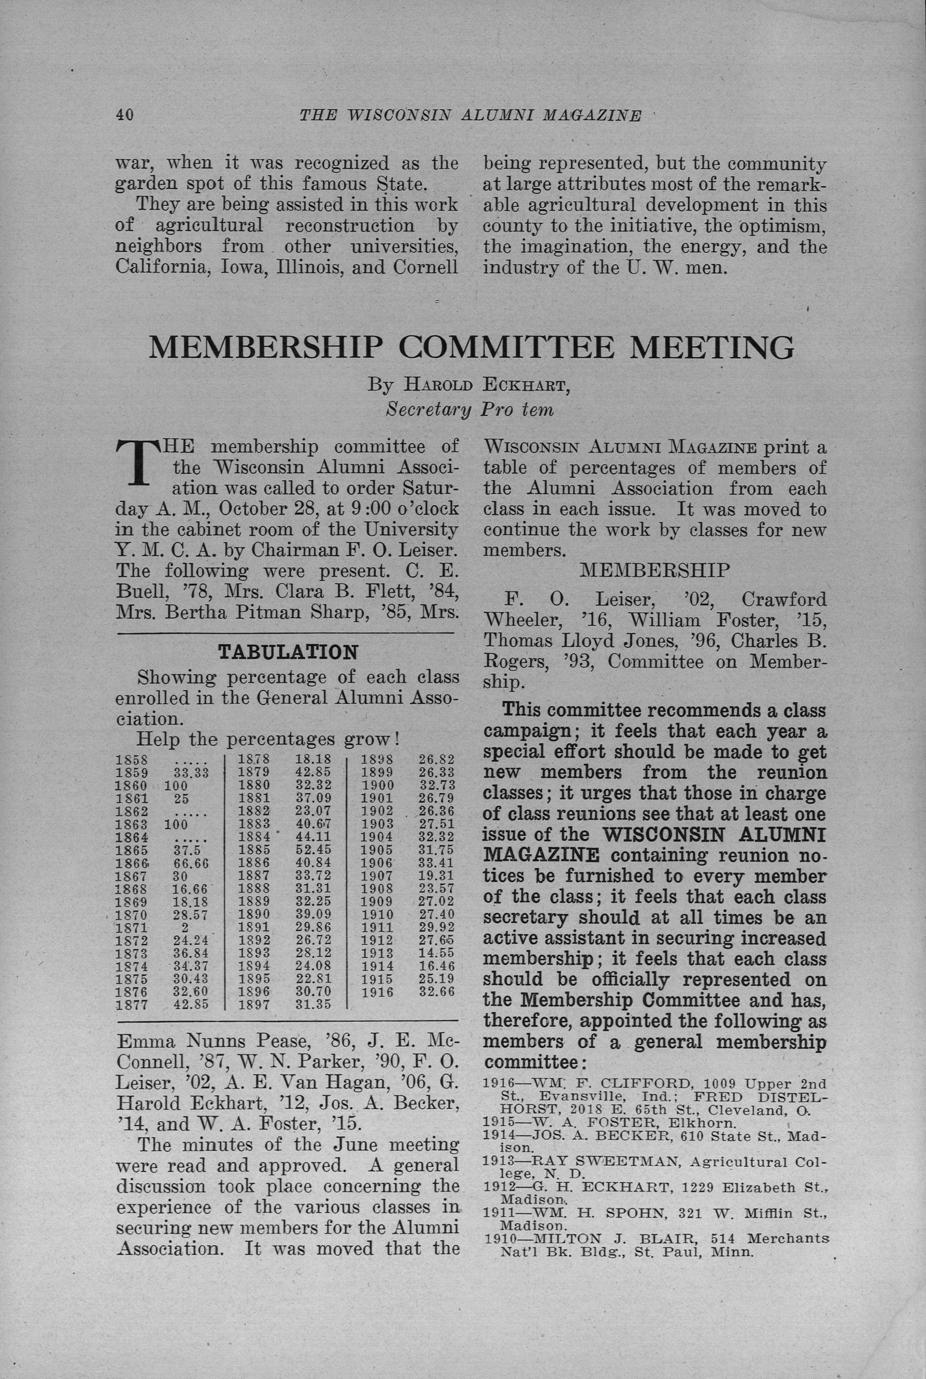 40 THE WISCONSIN ALUMNI MAGAZINE
war, when it was recognized as the
garden spot of this famous State.
They are being assisted in this work
of agricultural reconstruction by
neighbors from other universities,
California, Iowa, Illinois, and Cornell
being represented, but the community
at large attributes most of the remark-
able agricultural development in this
county to the initiative, the optimism,
the imagination, the energy, and the
industry of the U. W. men.
MEMBERSHIP COMMITTEE MEETING
By HAROLD ECKHART,
Secretary Pro tem
THE membership committee of
the Wisconsin Alumni Associ-
ation was called to order Satur-
day A. M., October 28, at 9:00 o'clock
in the cabinet room of the University
Y. M. C. A. by Chairman F. O. Leiser.
The following were present. C. E.
Buell, '78, Mrs. Clara B. Flett, '84,
Mrs. Bertha Pitman Sharp, '85, Mrs.
TABULATION
Showing percentage of each class
enrolled in the General Alumni Asso-
ciation.
Help the percentages grow!
1858 ..... 1878 18.18 1898 26.82
1859 33.33 1879 42.85 1899 26.33
1860 100 1880 32.32 1900 32.73
1861 25 1881 37.09 1901 26.79
1862 ..... 1882 23.07 1902 26.36
1863 100 1883 40.67 1903 27.51
1864 ..... 1884 44.11 1904 32.32
1865 37.5 1885 52.45 1905 31.75
1866 66.66 1886 40.84 1906 33.41
1867 30 1887 33.72 1907 19.31
1868 16.66 1888 31.31 1908 23.57
1869 18.18 1889 32.25 1909 27.02
1870 28.57 1890 39.09 1910 27.40
1871 2 1891 29.86 1911 29.92
1872 24.24 1892 26.72 1912 27.65
1873 36.84 1893 28.12 1913 14.55
1874 34.37 1894 24.08 1914 16.46
1875 30.43 1895 22.81 1915 25.19
1876 32.60 1896 30.70 1916 32.66
1877 42.85 1897 31.35
Emma Nunns Pease, '86, J. E. Mc-
Connell, '87, W. N. Parker, '90, F. O.
Leiser, '02, A. E. Van Hagan, '06, G.
Harold Eckhart, '12, Jos. A. Becker,
'14, and W. A. Foster, '15.
The minutes of the June meeting
were read and approved. A general
discussion took place concerning the
experience of the various classes in
securing new members for the Alumni
Association. It was moved that the
WISCONSIN ALUMNI MAGAZINE print a
table of percentages of members of
the Alumni Association from each
class in each issue. It was moved to
continue the work by classes for new
members.
MEMBERSHIP
F. O. Leiser, '02, Crawford
Wheeler, '16, William Foster, '15,
Thomas Lloyd Jones, '96, Charles B.
Rogers, '93, Committee on Member-
ship.
This committee recommends a class
campaign; it feels that each year a
special effort should be made to get
new members from the reunion
classes; it urges that those in charge
of class reunions see that at least one
issue of the WISCONSIN ALUMNI
MAGAZINE containing reunion no-
tices be furnished to every member
of the class; it feels that each class
secretary should at all times be an
active assistant in securing increased
membership; it feels that each class
should be officially represented on
the Membership Committee and has,
therefore, appointed the following as
members of a general membership
committee:
1916—WM. F. CLIFFORD, 1009 Upper 2nd
St., Evansville, Ind.; FRED DISTEL-
HORST, 2018 E. 65th St., Cleveland, O.
1915—W. A. FOSTER, Elkhorn.
1914—JOS. A. BECKER, 610 State St., Mad-
ison.
1913—RAY SWEETMAN, Agricultural Col-
lege, N. D.
1912—G. H. ECKHART, 1229 Elizabeth St.,
Madison.
1911—WM. H. SPOHN, 321 W. Mifflin St.,
Madison.
1910—MILTON J. BLAIR, 514 Merchants
Nat'l Bk. Bldg., St. Paul, Minn.